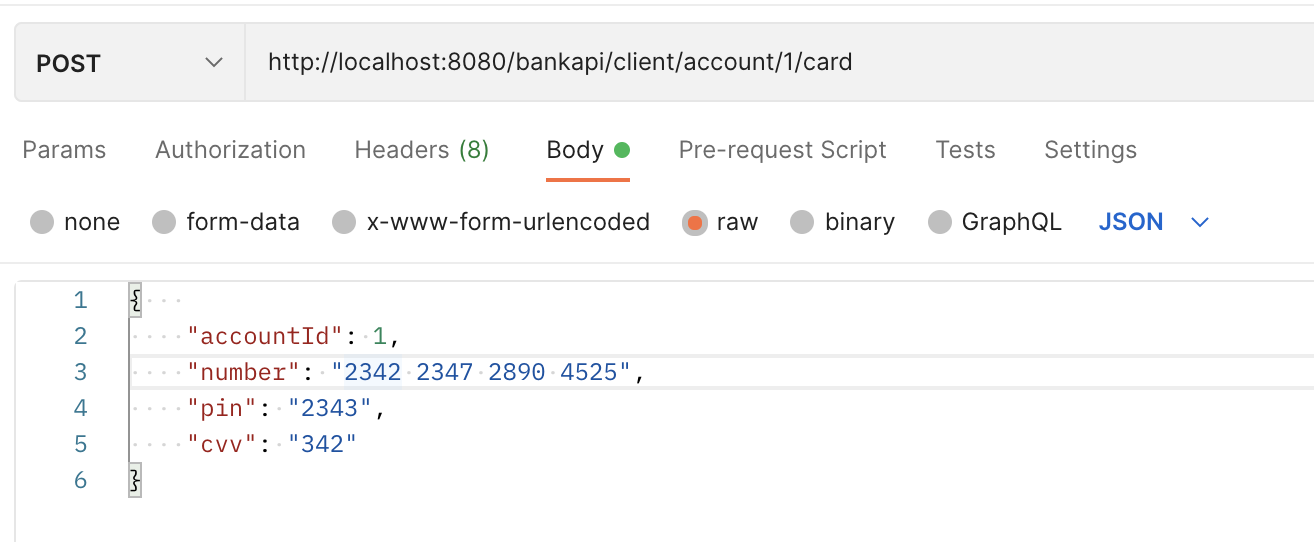 POST http://localhost:8080/bankapi/client/account/1/card
Params Authorization Headers (8) Body Pre-request Script Tests Settings
none form-data x-www-form-urlencoded raw binary GraphQL JSON
1 {
2 "accountId": 1,
3 "number": "2342 2347 2890 4525",
4 "pin": "2343",
5 "cvv": "342"
6 }